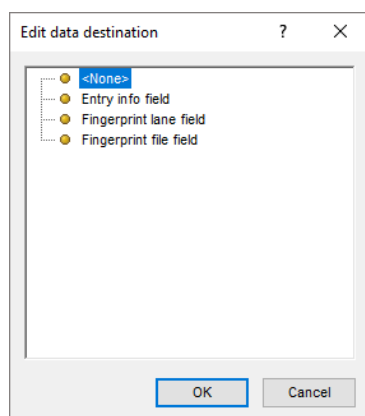 Edit data destination ?
<None>
Entry info field
Fingerprint lane field
Fingerprint file field
OK Cancel